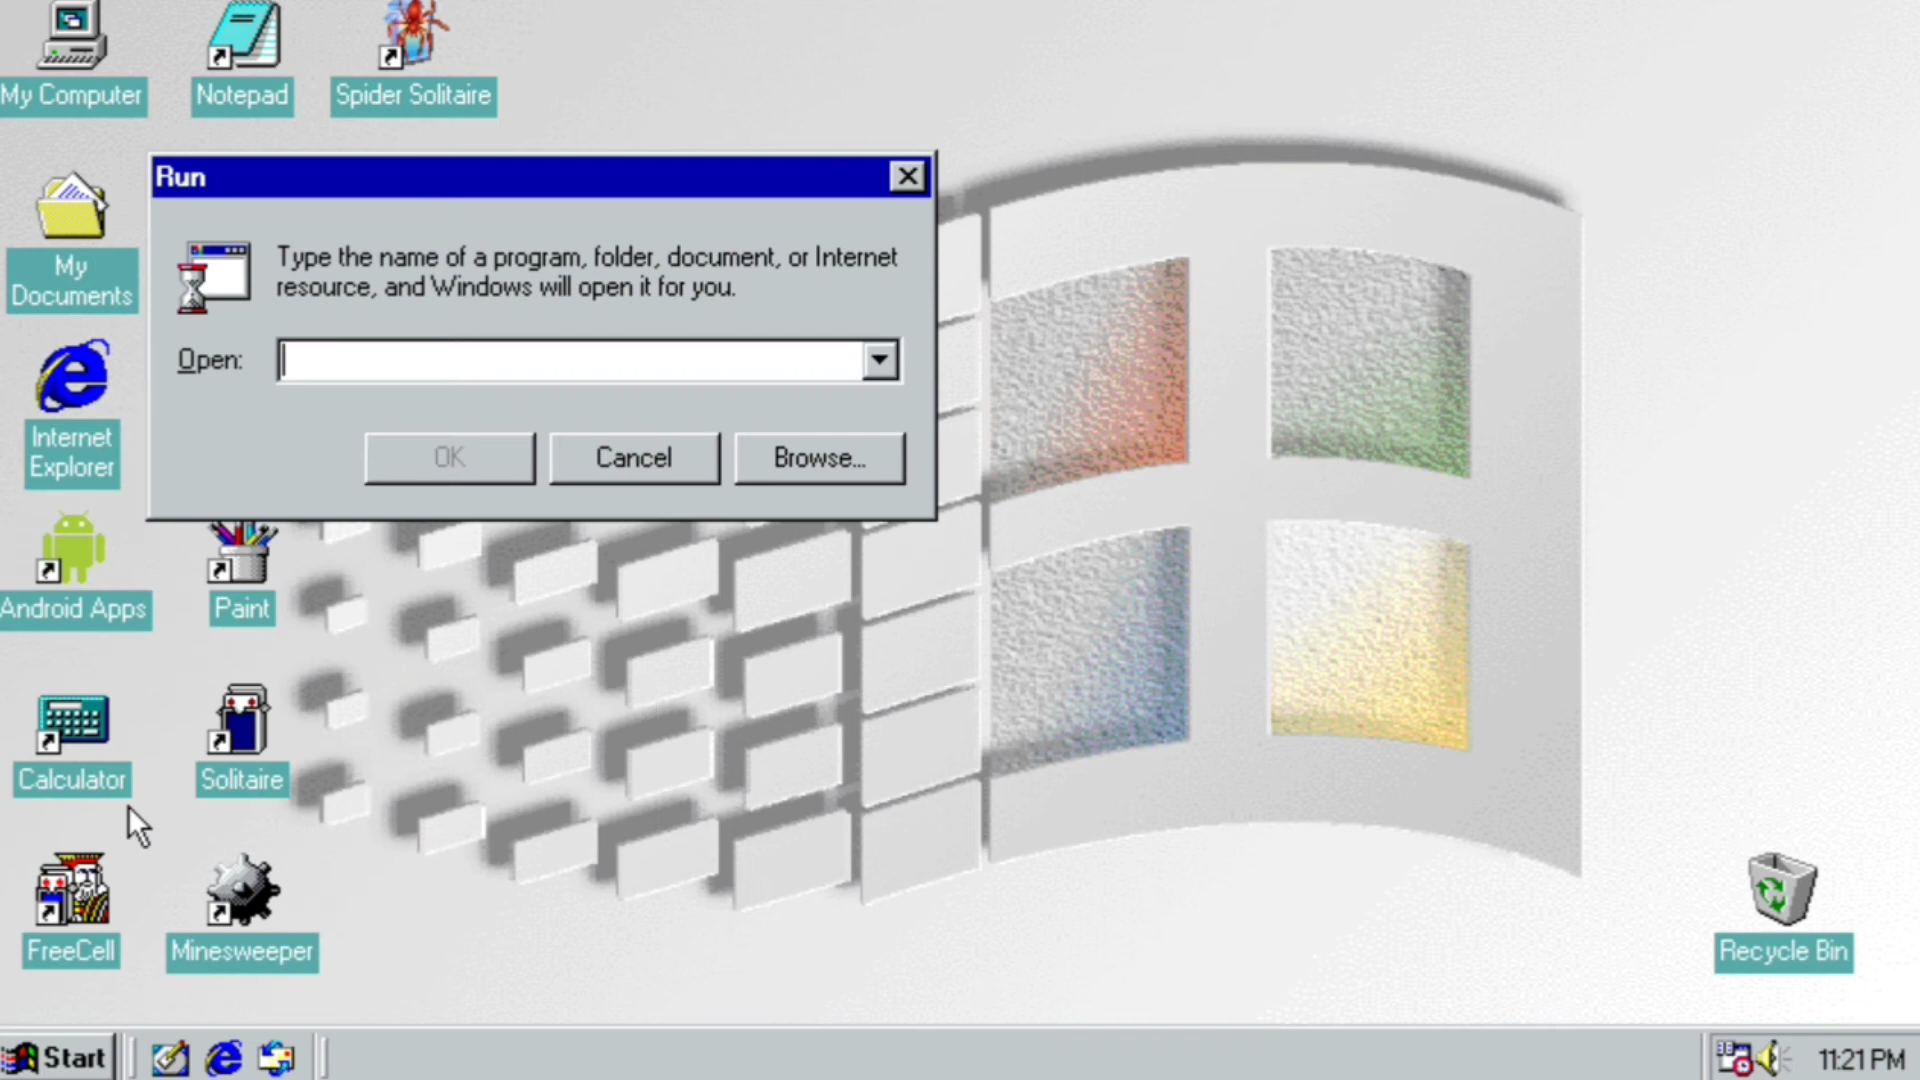 My Computer
Notepad
Spider Solitaire
Run
Type the name of a program, folder, document, or Internet
resource, and Windows will open it for you.
Open:
OK
Cancel
Browse...
My
Documents
Internet
Explorer
Android Apps
Paint
Calculator
Solitaire
FreeCell
Minesweeper
Recycle Bin
Start
11:21 PM